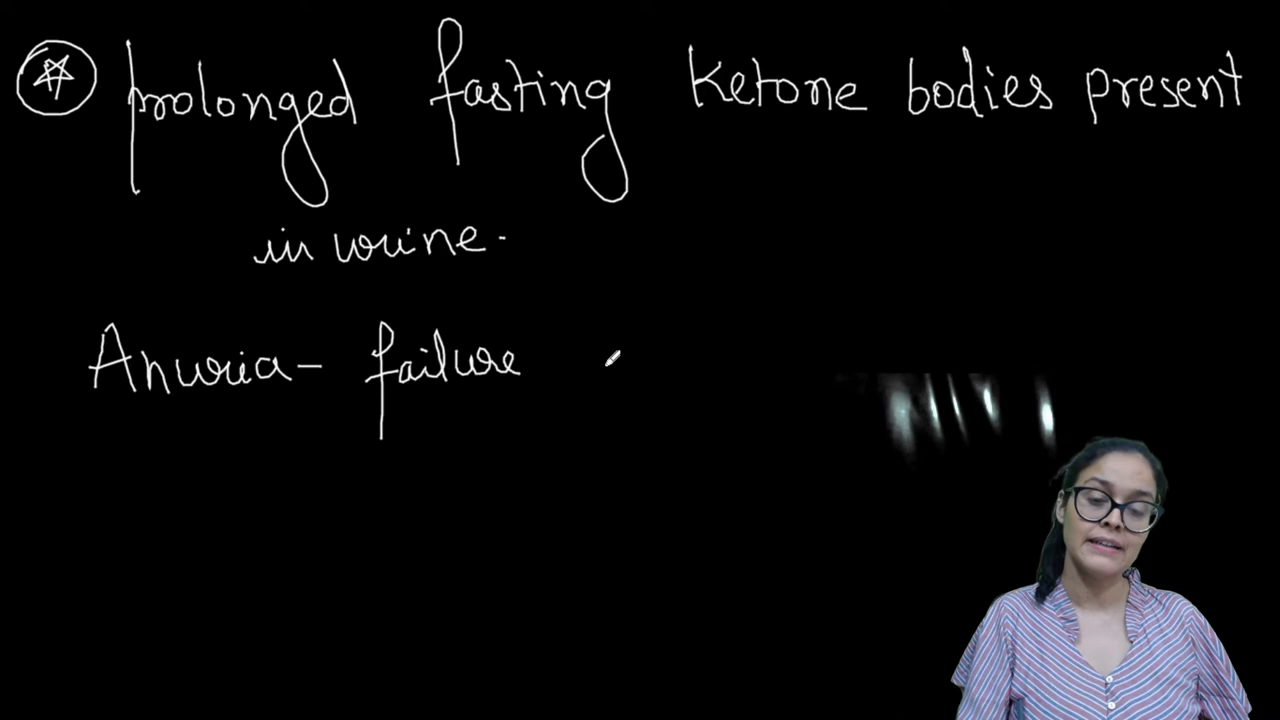 prolonged fasting ketone bodies present
in urine.
Anuria- failure